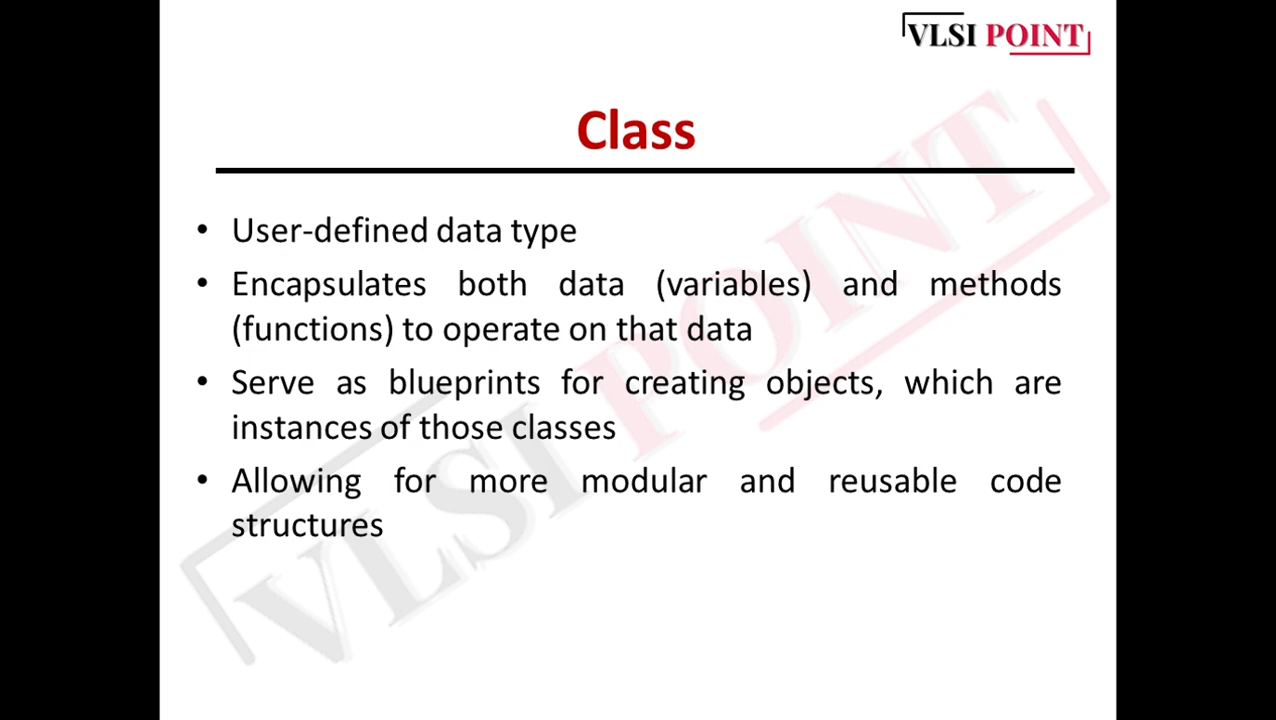 VLSI POINT
Class
• User-defined data type
• Encapsulates both data (variables) and methods
(functions) to operate on that data
• Serve as blueprints for creating objects, which are
instances of those classes
• Allowing for more modular and reusable code
structures
VLSI POINT